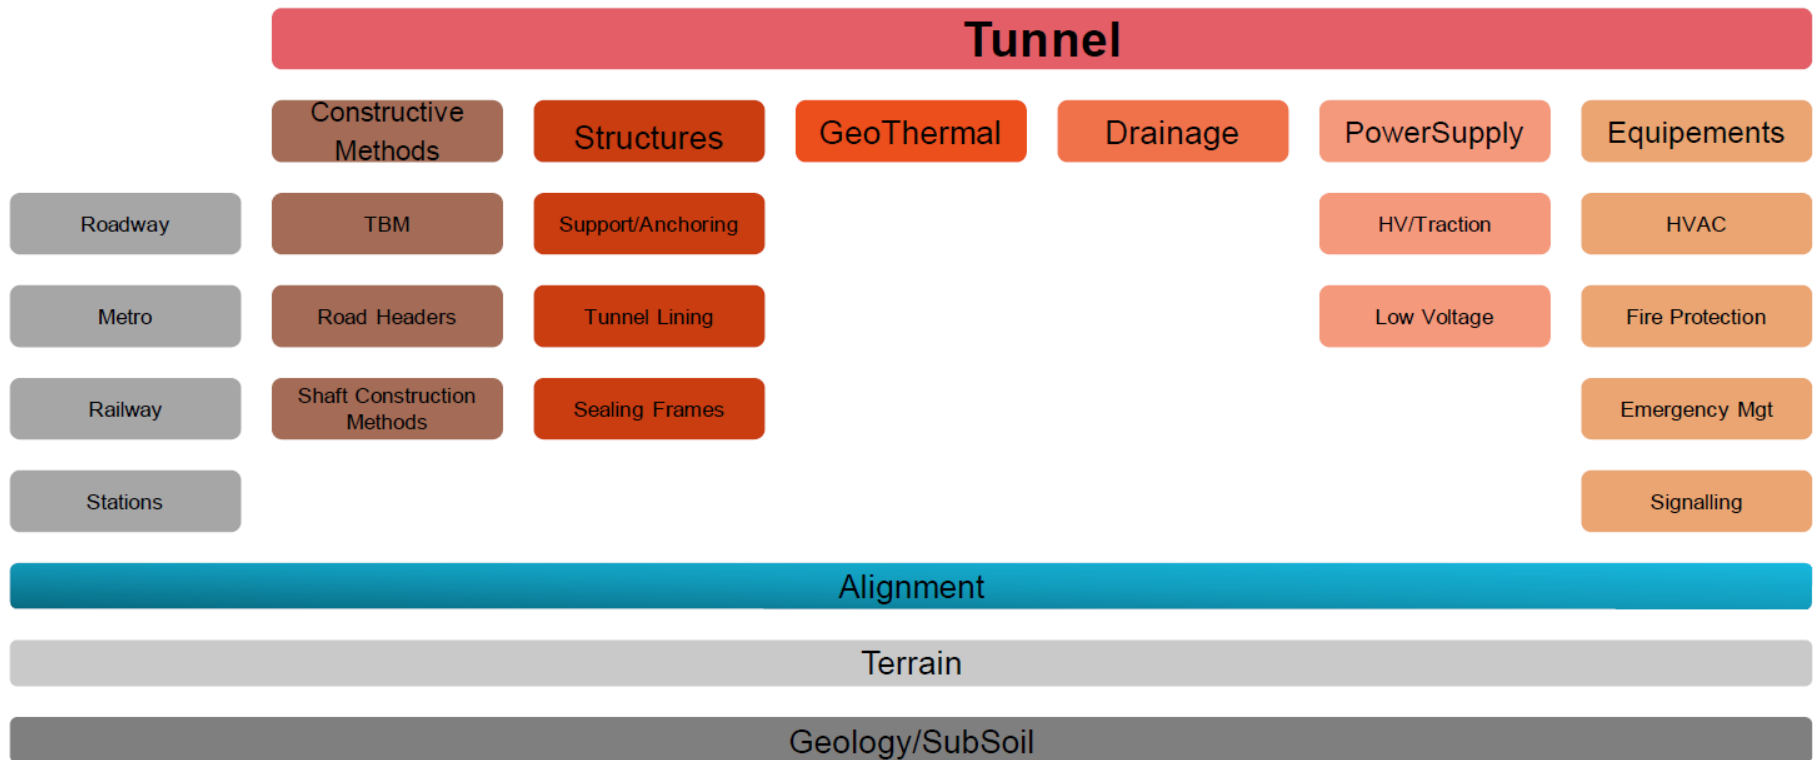 Tunnel
Constructive
Methods
Structures
GeoThermal
Drainage
PowerSupply
Equipements
Roadway
TBM
Support/Anchoring
HV/Traction
HVAC
Metro
Road Headers
Tunnel Lining
Low Voltage
Fire Protection
Railway
Shaft Construction
Methods
Sealing Frames
Emergency Mgt
Stations
Signalling
Alignment
Terrain
Geology/SubSoil